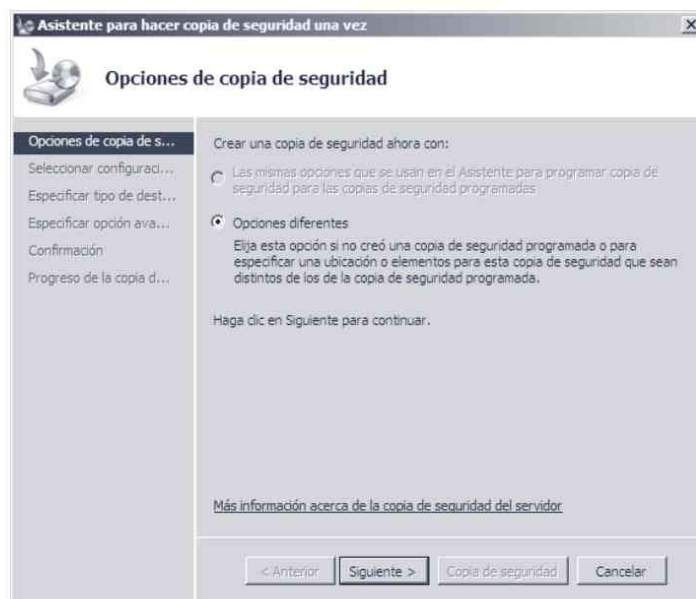 Asistente para hacer copia de seguridad una vez
Opciones de copia de seguridad
Opciones de copia de s...
Seleccionar configuraci...
Especificar tipo de dest...
Especificar opción ava...
Confirmación
Progreso de la copia d...
Crear una copia de seguridad ahora con:
Las mismas opciones que se usan en el Asistente para programar copia de
seguridad para las copias de seguridad programadas
Opciones diferentes
Elija esta opción si no creó una copia de seguridad programada o para
especificar una ubicación o elementos para esta copia de seguridad que sean
distintos de los de la copia de seguridad programada.
Haga clic en Siguiente para continuar.
Más información acerca de la copia de seguridad del servidor
< Anterior
Siguiente >
Copia de seguridad
Cancelar